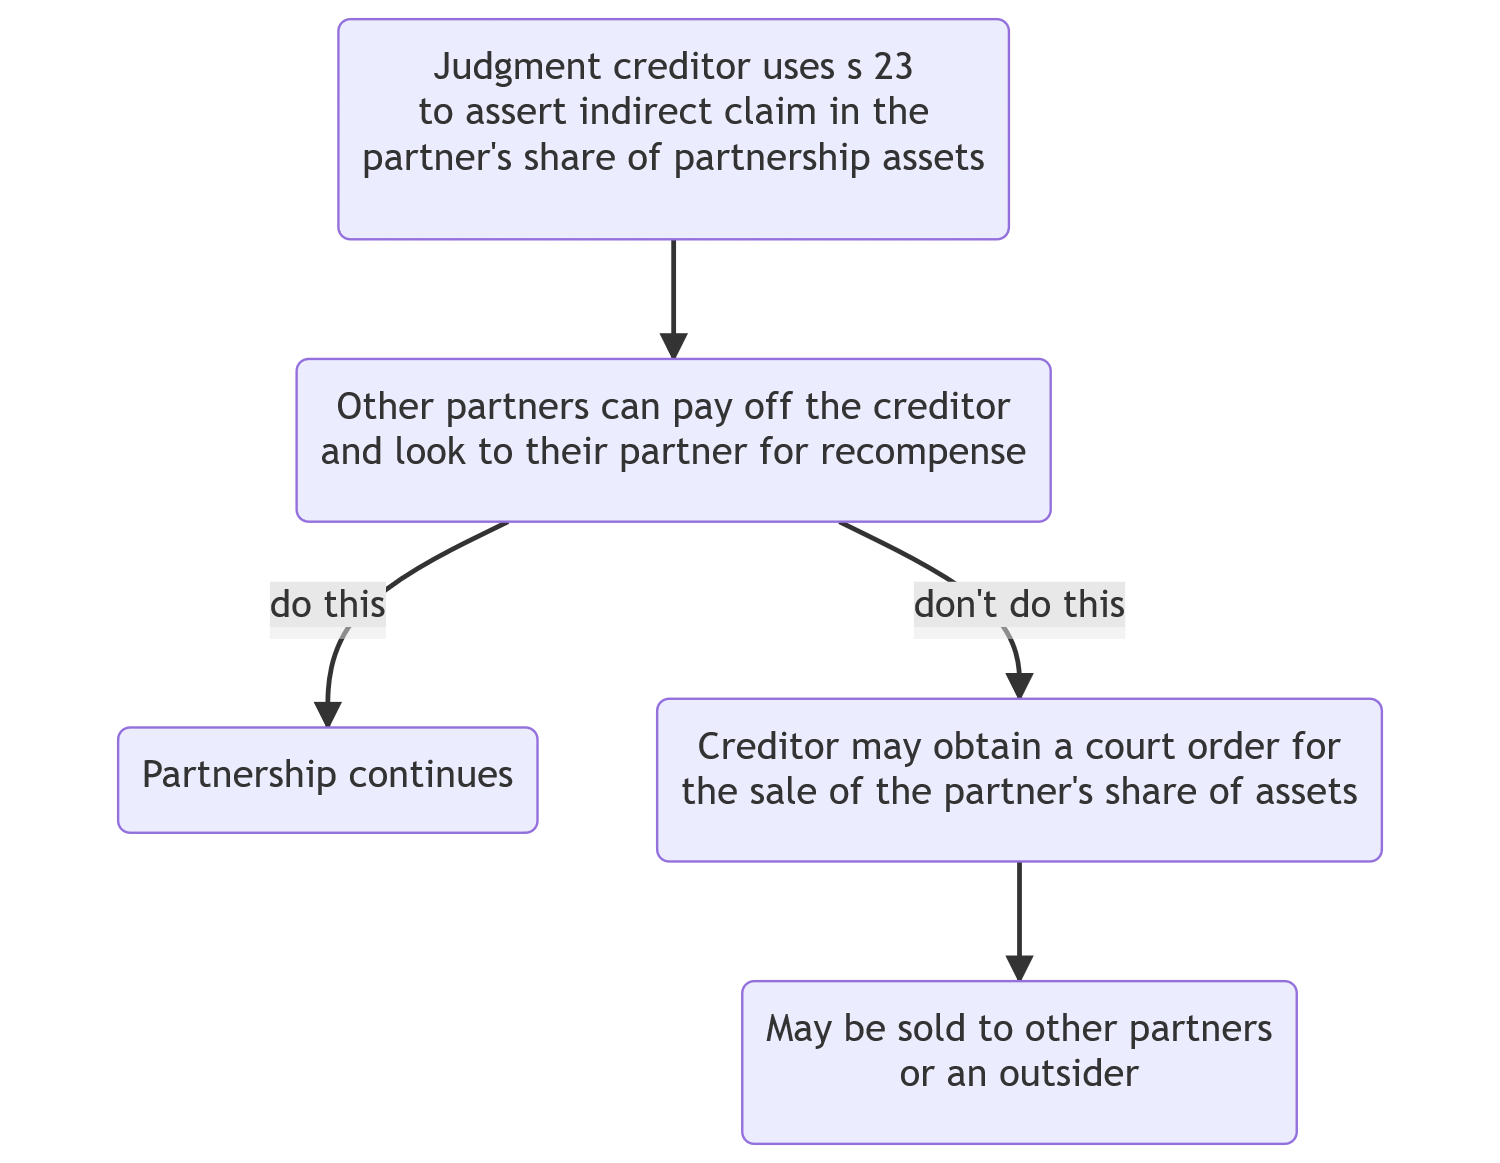 Judgment creditor uses s 23
to assert indirect claim in the
partner's share of partnership assets
Other partners can pay off the creditor
and look to their partner for recompense
do this
don't do this
Partnership continues
Creditor may obtain a court order for
the sale of the partner's share of assets
May be sold to other partners
or an outsider